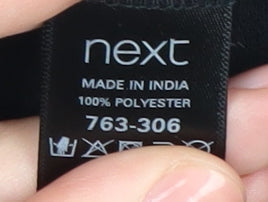 next
MADE IN INDIA
100% POLYESTER
763-306